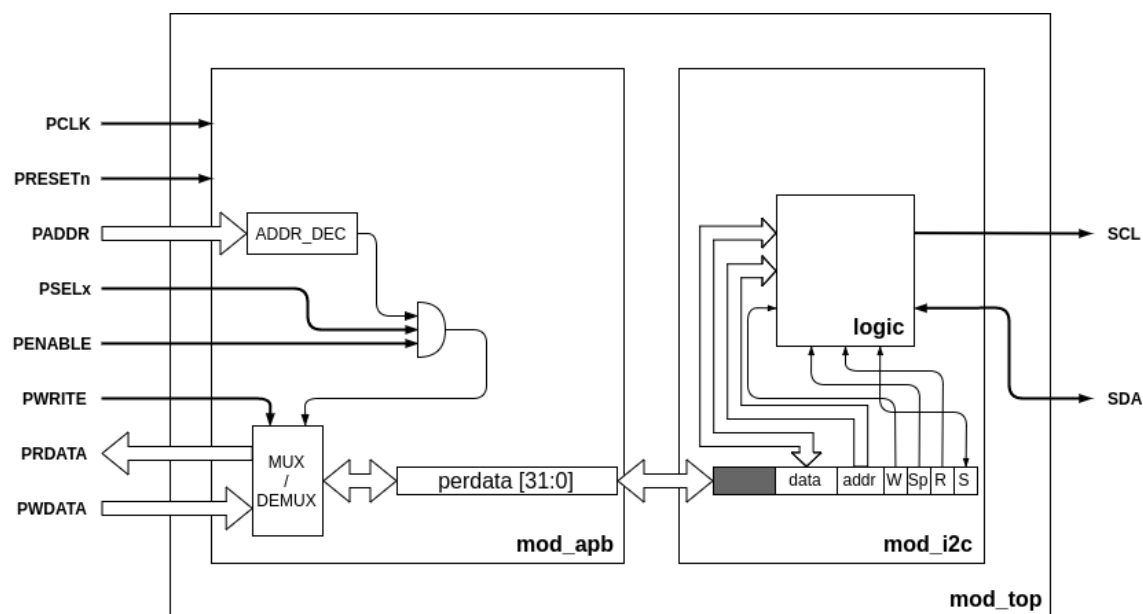 PCLK
PRESETn
PADDR
ADDR_DEC
SCL
PSELx
logic
PENABLE
PWRITE
SDA
PRDATA
MUX
/
DEMUX
perdata [31:0]
data addr W Sp R S
PWDATA
mod_apb
mod_i2c
mod_top